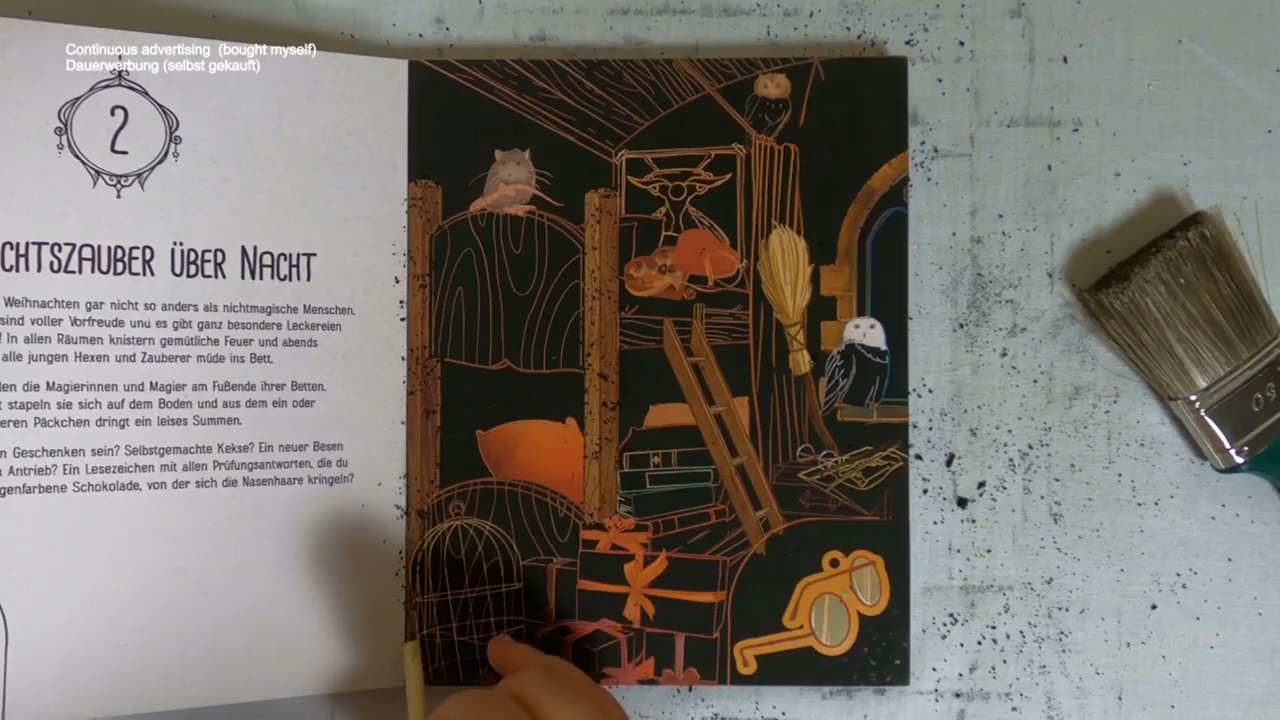 Continuous advertising (bought myself)
Dauerwerbung (selbst gekauft)
2
CHTSZAUBER ÜBER NACHT
Weihnachten gar nicht so anders als nichtmagische Menschen.
sind voller Vorfreude und es gibt ganz besondere Leckereien
! In allen Räumen knistern gemütliche Feuer und abends
alle jungen Hexen und Zauberer müde ins Bett.
den die Magierinnen und Magier am Fußende ihrer Betten.
t stapeln sie sich auf dem Boden und aus dem ein oder
eren Päckchen dringt ein leises Summen.
n Geschenken sein? Selbstgemachte Kekse? Ein neuer Besen
Antrieb? Ein Lesezeichen mit allen Prüfungsantworten, die du
genfarbene Schokolade, von der sich die Nasenhaare kringeln?
50